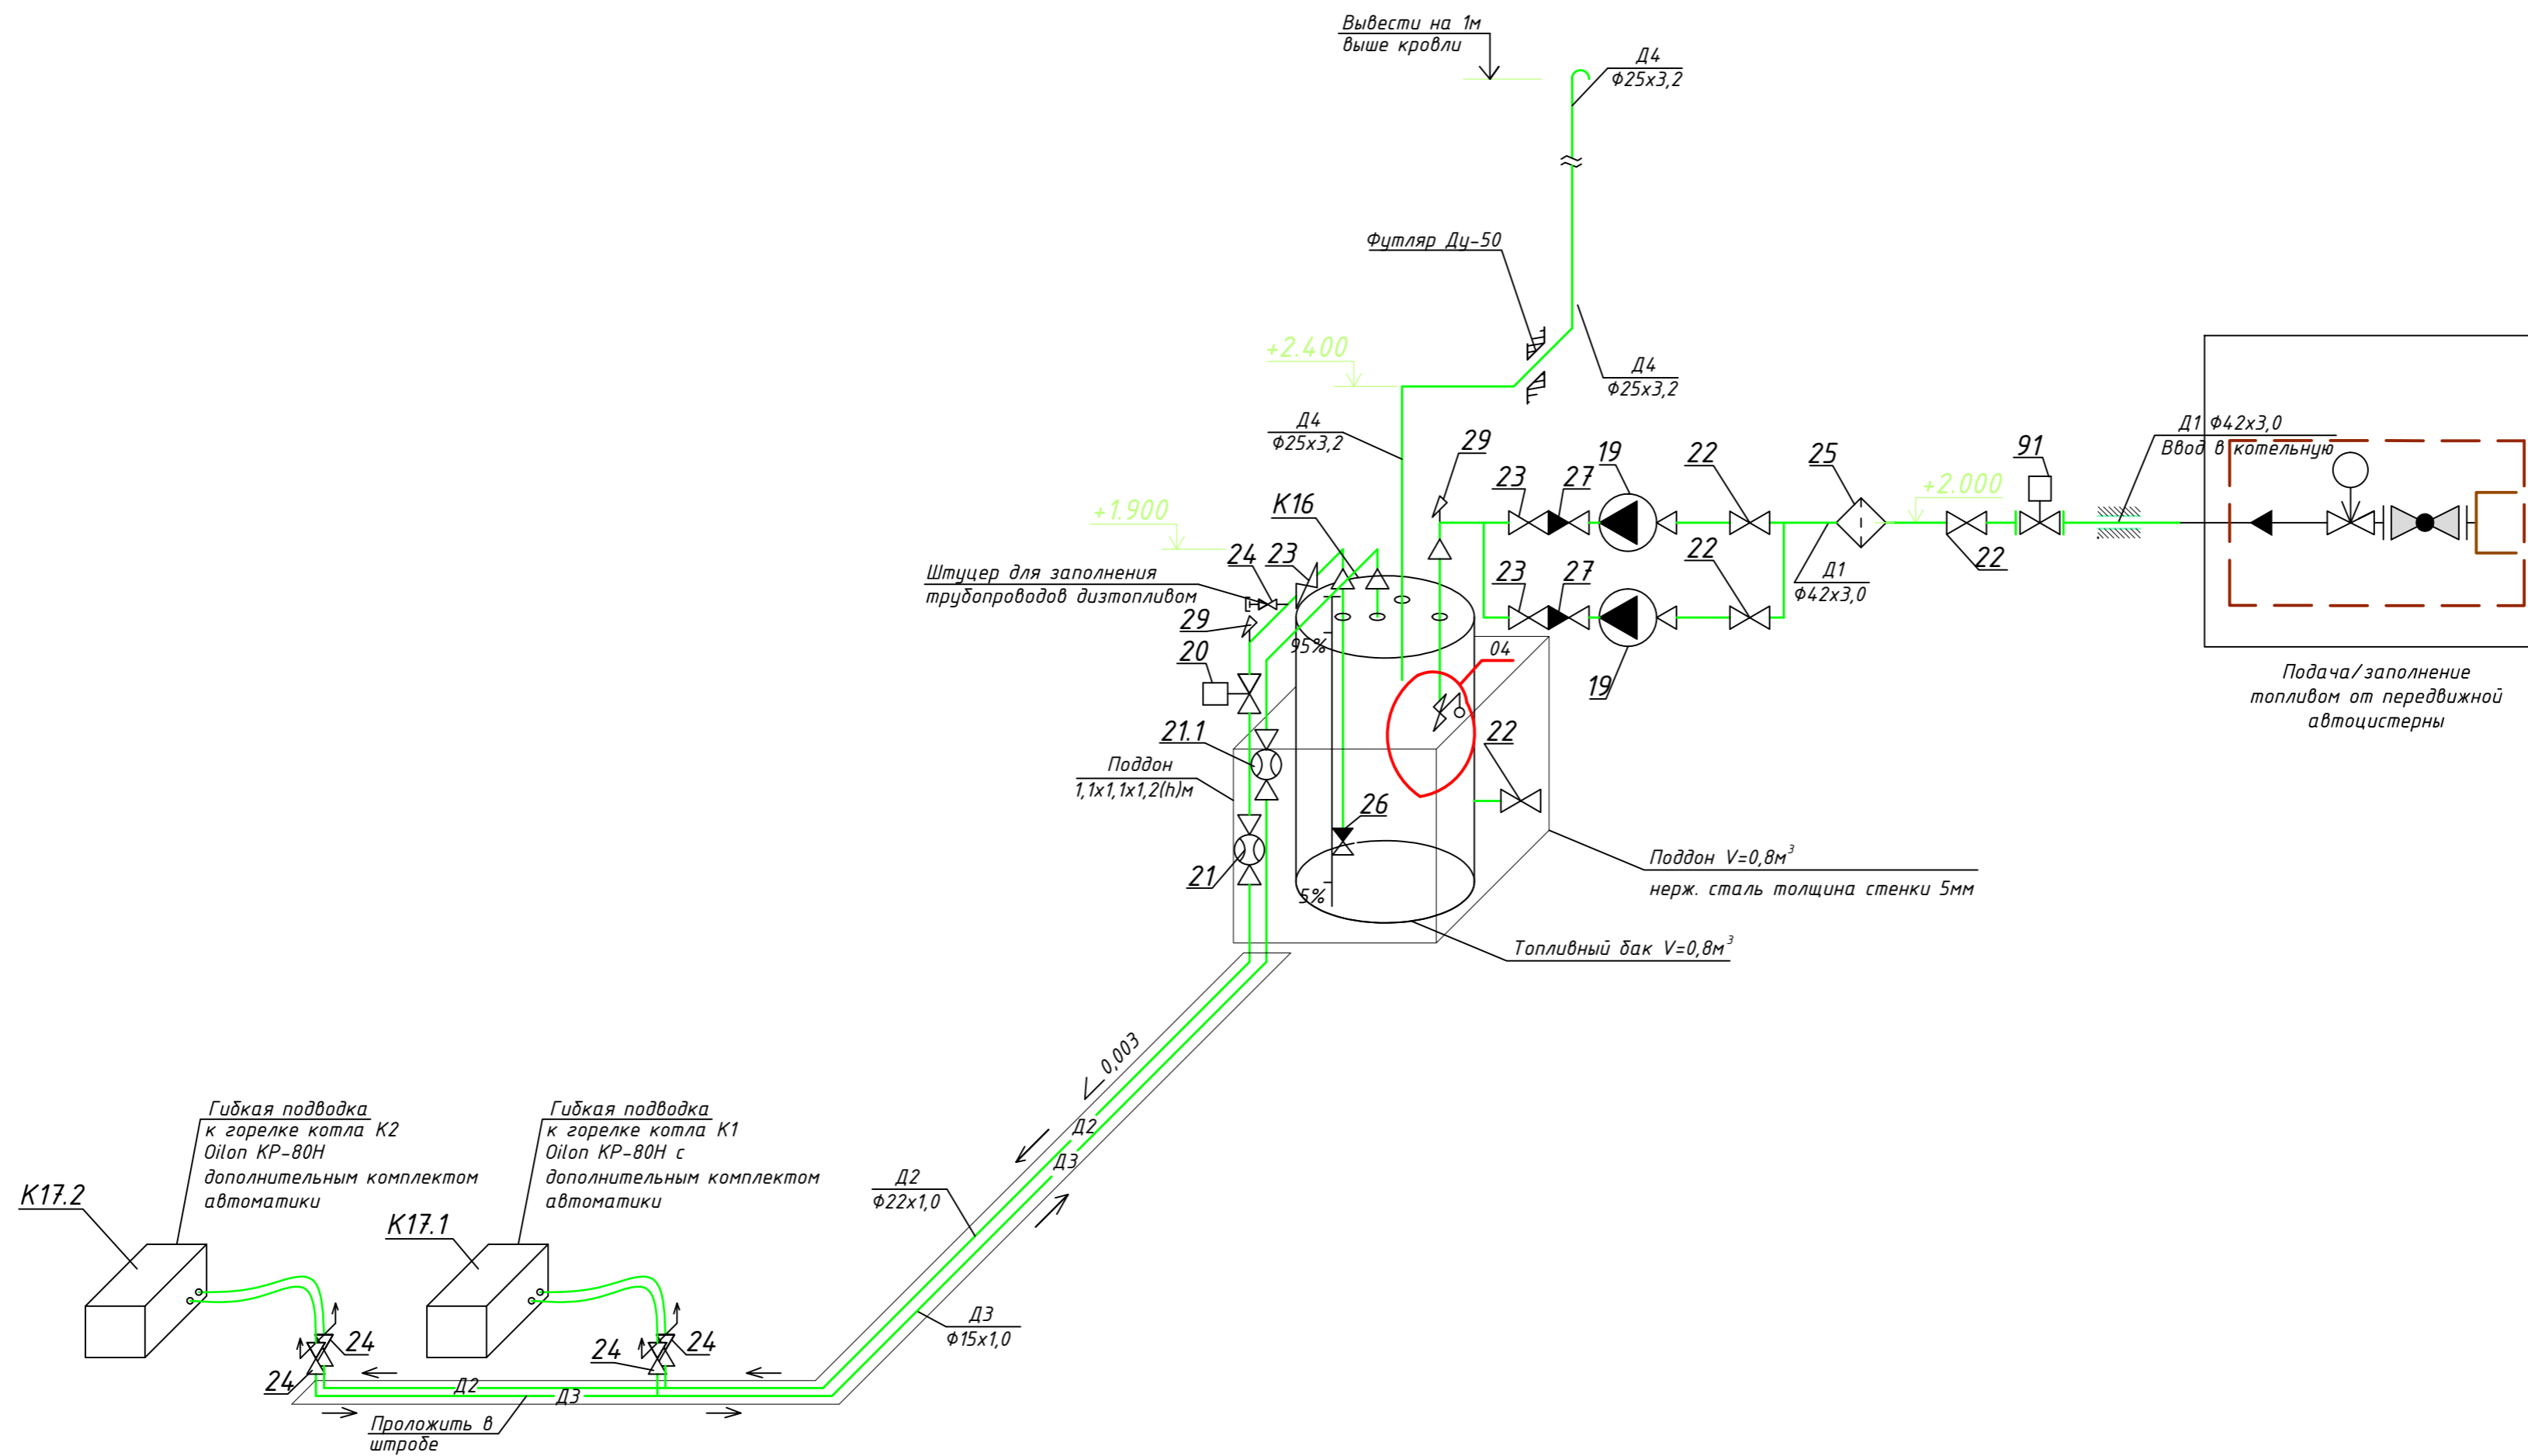 Вывести на 1м
выше кровли
Д4
Ф25х3,2
Футляр Ду-50
+2.400
Д4
Ф25х3,2
Д4
Ф25х3,2
29
23
27
19
22
25
91
Д1 Ф42х3,0
Ввод в котельную
+2.000
22
К16
+1.900
24
23
Штуцер для заполнения
трубопроводов дизтопливом
29
23
27
22
Д1
Ф42х3,0
20
95%
04
19
Подача/заполнение
топливом от передвижной
автоцистерны
21.1
22
Поддон
1,1х1,1х1,2(h)м
26
21
5%
Поддон V=0,8м³
нерж. сталь толщина стенки 5мм
Топливный бак V=0,8м³
0,003
Д2
Д3
Гибкая подводка
к горелке котла К2
Oilon KP-80H
дополнительным комплектом
автоматики
Гибкая подводка
к горелке котла К1
Oilon KP-80H с
дополнительным комплектом
автоматики
К17.2
К17.1
Д2
Ф22х1,0
Д3
Ф15х1,0
24
24
24
24
Д2
Д3
Проложить в
штробе